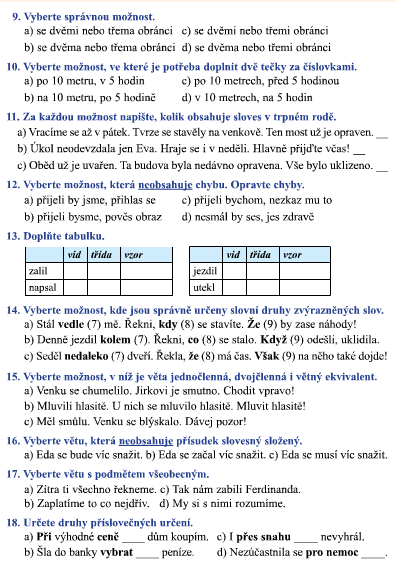 9. Vyberte správnou možnost.
a) se dvěmi nebo třema obránci c) se dvěmi nebo třemi obránci
b) se dvěma nebo třema obránci d) se dvěma nebo třemi obránci
10. Vyberte možnost, ve které je potřeba doplnit dvě tečky za číslovkami.
a) po 10 metru, v 5 hodin c) po 10 metrech, před 5 hodinou
b) na 10 metru, po 5 hodině d) v 10 metrech, na 5 hodin
11. Za každou možnost napište, kolik obsahuje sloves v trpném rodě.
a) Vracíme se až v pátek. Tvrze se stavěly na venkově. Ten most už je opraven. __
b) Úkol neodevzdala jen Eva. Hraje se i v neděli. Hlavně přijďte včas! __
c) Oběd už je uvařen. Ta budova byla nedávno opravena. Vše bylo uklizeno. __
12. Vyberte možnost, která neobsahuje chybu. Opravte chyby.
a) přijeli by jsme, přihlas se c) přijeli bychom, nezkaz mu to
b) přijeli bysme, pověs obraz d) nesmál by ses, jes zdravě
13. Doplňte tabulku.
vid třída vzor vid třída vzor
zalil jezdil
napsal utekl
14. Vyberte možnost, kde jsou správně určeny slovní druhy zvýrazněných slov.
a) Stál vedle (7) mě. Řekni, kdy (8) se stavíte. Že (9) by zase náhody!
b) Denně jezdil kolem (7). Řekni, co (8) se stalo. Když (9) odešli, uklidila.
c) Seděl nedaleko (7) dveří. Řekla, že (8) má čas. Však (9) na něho také dojde!
15. Vyberte možnost, v níž je věta jednočlenná, dvojčlenná i větný ekvivalent.
a) Venku se chumelilo. Jirkovi je smutno. Chodit vpravo!
b) Mluvili hlasitě. U nich se mluvilo hlasitě. Mluvit hlasitě!
c) Měl smůlu. Venku se blýskalo. Dávej pozor!
16. Vyberte větu, která neobsahuje přísudek slovesný složený.
a) Eda se bude víc snažit. b) Eda se začal víc snažit. c) Eda se musí víc snažit.
17. Vyberte větu s podmětem všeobecným.
a) Zítra ti všechno řekneme. c) Tak nám zabili Ferdinanda.
b) Zaplatíme to co nejdřív. d) My si s nimi rozumíme.
18. Určete druhy příslovečných určení.
a) Při výhodné ceně ____ dům koupím. c) I přes snahu ____ nevyhrál.
b) Šla do banky vybrat ____ peníze. d) Nezúčastnila se pro nemoc ____.